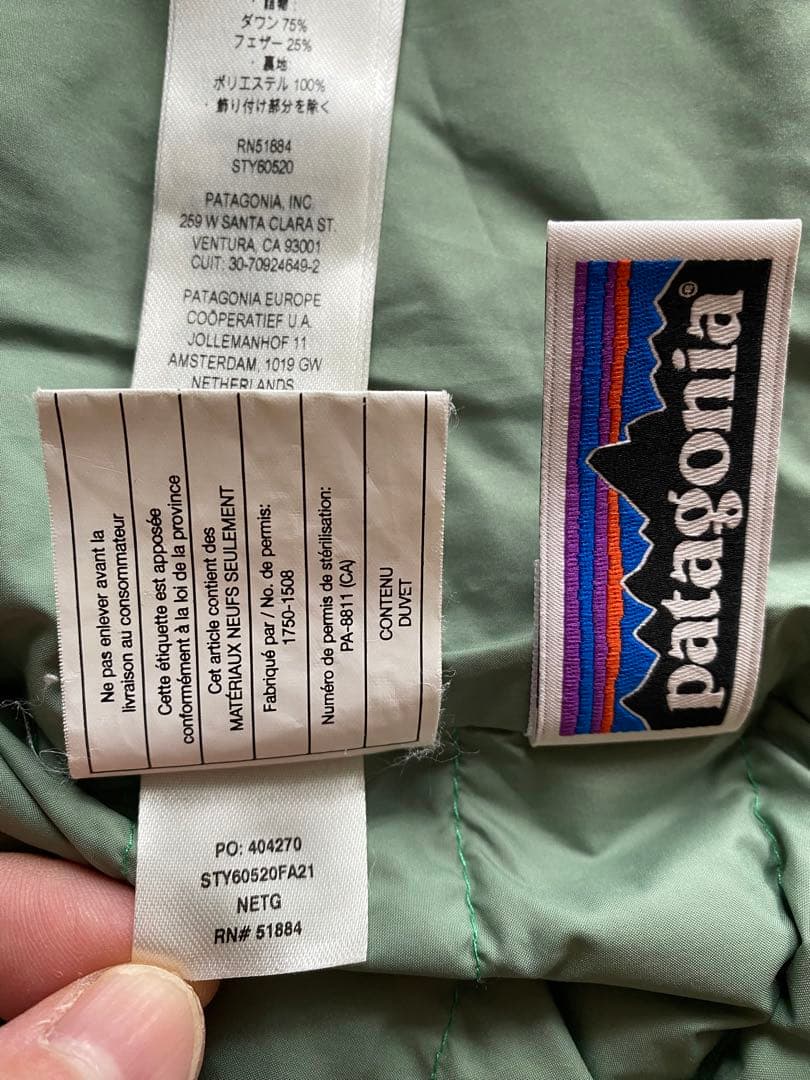 ・詰物:
ダウン 75%
フェザー 25%
・裏地
ポリエステル 100%
・飾り付け部分を除く
RN51884
STY60520
PATAGONIA, INC
259 W SANTA CLARA ST.
VENTURA, CA 93001
CUIT: 30-70924649-2
PATAGONIA EUROPE
COÖPERATIEF U.A.
JOLLEMANHOF 11
AMSTERDAM, 1019 GW
NETHERLANDS
Ne pas enlever avant la
livraison au consommateur
Cette étiquette est apposée
conformément à la loi de la province
Cet article contient des
MATÉRIAUX NEUFS SEULEMENT
Fabriqué par / No. de permis:
1750-1508
Numéro de permis de stérilisation:
PA-8811 (CA)
CONTENU
DUVET
PO: 404270
STY60520FA21
NETG
RN# 51884
patagonia®